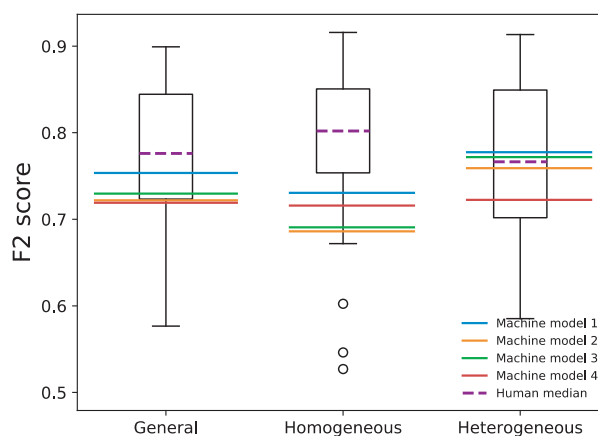 F2 score
0.9
0.8
0.7
0.6
0.5
General
Homogeneous
Heterogeneous
Machine model 1
Machine model 2
Machine model 3
Machine model 4
Human median